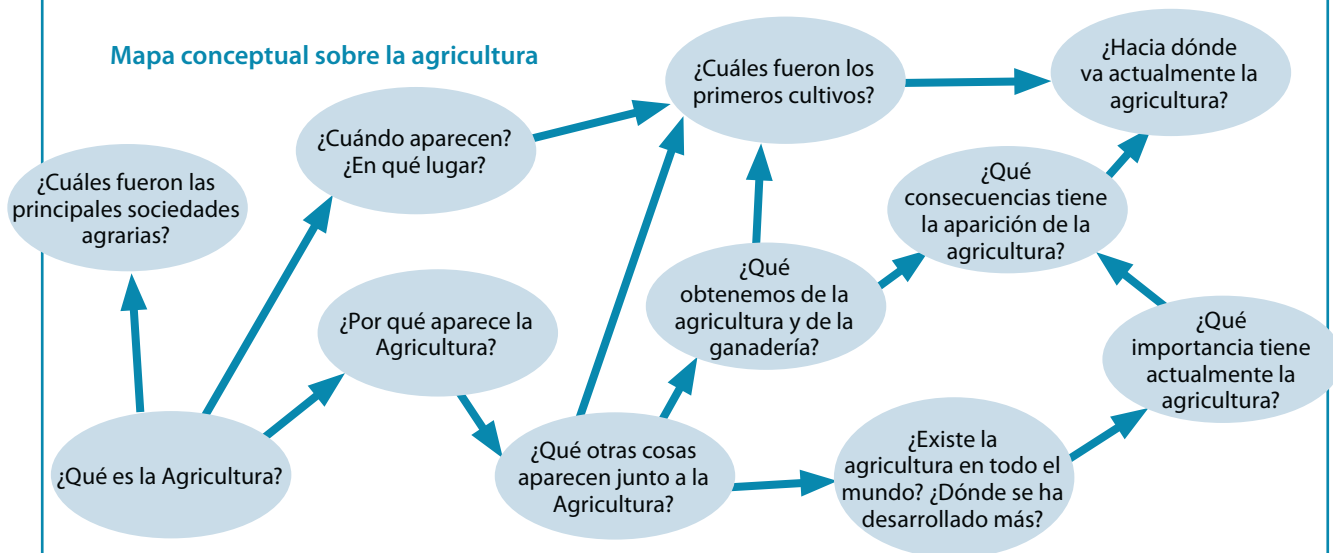 Mapa conceptual sobre la agricultura
¿Cuáles fueron los
primeros cultivos?
¿Hacia dónde
va actualmente la
agricultura?
¿Cuándo aparecen?
¿En qué lugar?
¿Cuáles fueron las
principales sociedades
agrarias?
¿Qué
consecuencias tiene
la aparición de la
agricultura?
¿Qué
obtenemos de la
agricultura y de la
ganadería?
¿Por qué aparece la
Agricultura?
¿Qué
importancia tiene
actualmente la
agricultura?
¿Qué es la Agricultura?
¿Qué otras cosas
aparecen junto a la
Agricultura?
¿Existe la
agricultura en todo el
mundo? ¿Dónde se ha
desarrollado más?